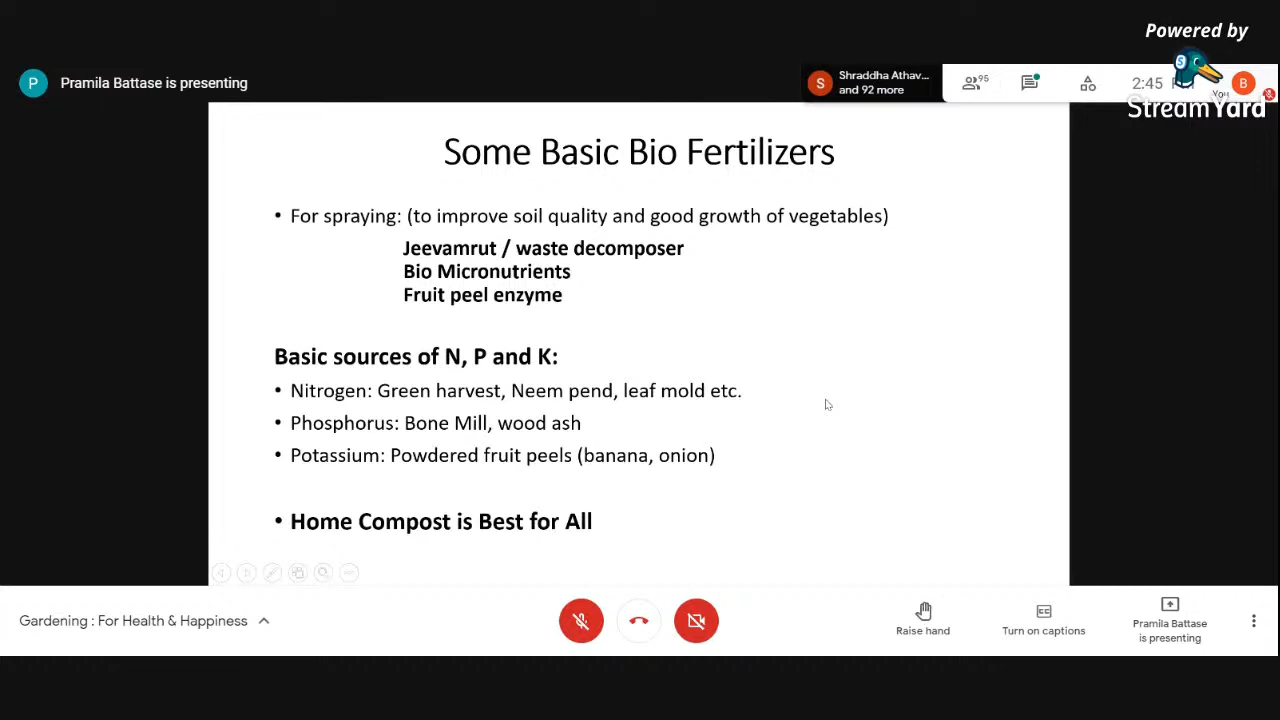 Powered by
StreamYard
P
Pramila Battase is presenting
S
Shraddha Athav...
and 92 more
95
2:45
You
B
Some Basic Bio Fertilizers
• For spraying: (to improve soil quality and good growth of vegetables)
Jeevamrut / waste decomposer
Bio Micronutrients
Fruit peel enzyme
Basic sources of N, P and K:
• Nitrogen: Green harvest, Neem pend, leaf mold etc.
• Phosphorus: Bone Mill, wood ash
• Potassium: Powdered fruit peels (banana, onion)
• Home Compost is Best for All
Gardening : For Health & Happiness
Raise hand
CC
Turn on captions
Pramila Battase
is presenting